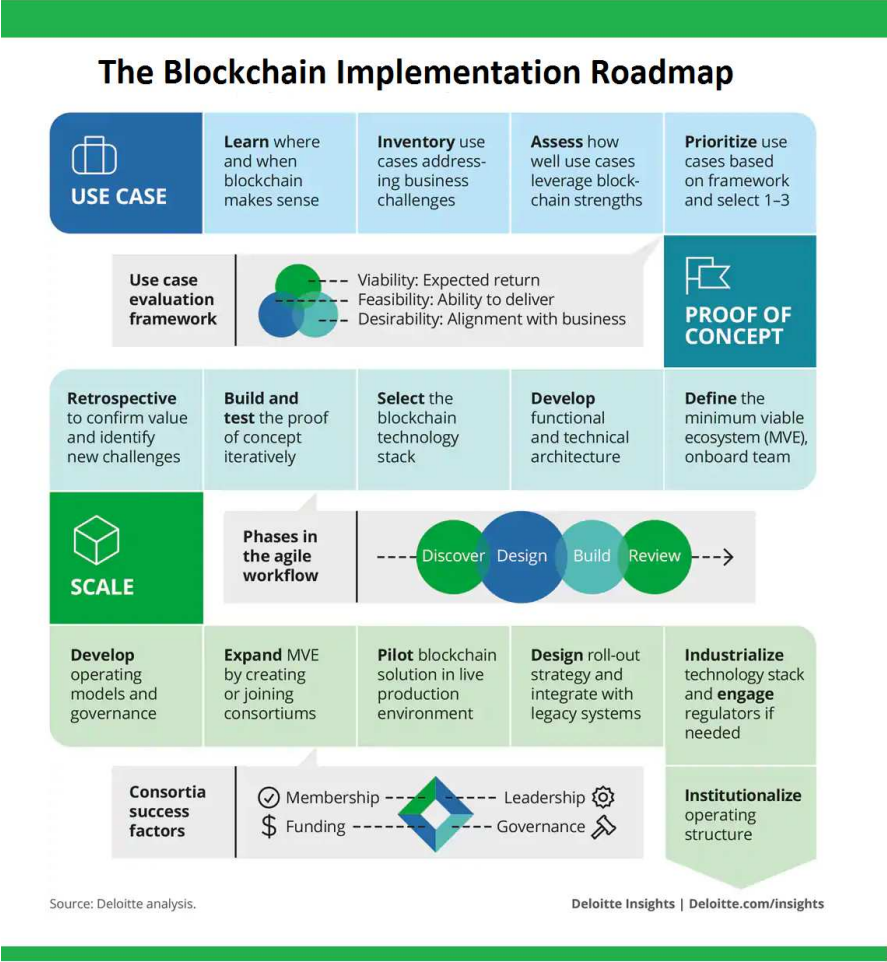 The Blockchain Implementation Roadmap
USE CASE
Learn where
and when
blockchain
makes sense
Inventory use
cases address-
ing business
challenges
Assess how
well use cases
leverage block-
chain strengths
Prioritize use
cases based
on framework
and select 1–3
Use case
evaluation
framework
Viability: Expected return
Feasibility: Ability to deliver
Desirability: Alignment with business
PROOF OF
CONCEPT
Retrospective
to confirm value
and identify
new challenges
Build and
test the proof
of concept
iteratively
Select the
blockchain
technology
stack
Develop
functional
and technical
architecture
Define the
minimum viable
ecosystem (MVE),
onboard team
SCALE
Phases in
the agile
workflow
Discover
Design
Build
Review
Develop
operating
models and
governance
Expand MVE
by creating
or joining
consortiums
Pilot blockchain
solution in live
production
environment
Design roll-out
strategy and
integrate with
legacy systems
Industrialize
technology stack
and engage
regulators if
needed
Consortia
success
factors
Membership
Leadership
$ Funding
Governance
Institutionalize
operating
structure
Source: Deloitte analysis.
Deloitte Insights | Deloitte.com/insights